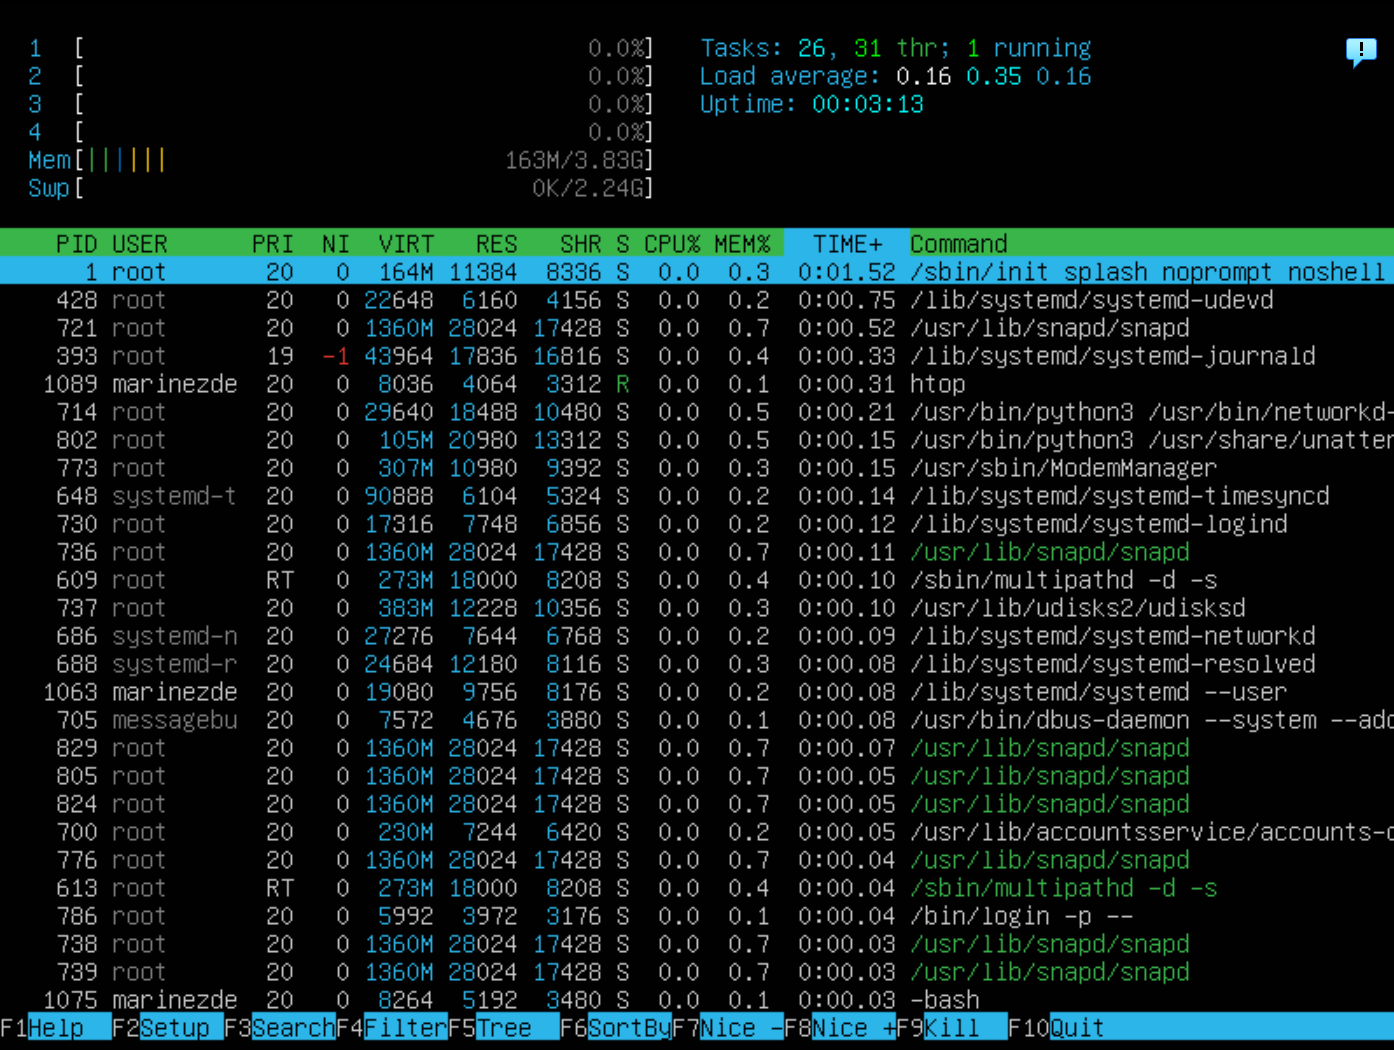 1 [ 0.0%] Tasks: 26, 31 thr; 1 running
2 [ 0.0%] Load average: 0.16 0.35 0.16
3 [ 0.0%] Uptime: 00:03:13
4 [ 0.0%]
Mem[||||||| 163M/3.83G]
Swp[ 0K/2.24G]
!
PID USER PRI NI VIRT RES SHR S CPU% MEM% TIME+ Command
1 root 20 0 164M 11384 8336 S 0.0 0.3 0:01.52 /sbin/init splash noprompt noshell
428 root 20 0 22648 6160 4156 S 0.0 0.2 0:00.75 /lib/systemd/systemd-udevd
721 root 20 0 1360M 28024 17428 S 0.0 0.7 0:00.52 /usr/lib/snapd/snapd
393 root 19 -1 43964 17836 16816 S 0.0 0.4 0:00.33 /lib/systemd/systemd-journald
1089 marinezde 20 0 8036 4064 3312 R 0.0 0.1 0:00.31 htop
714 root 20 0 29640 18488 10480 S 0.0 0.5 0:00.21 /usr/bin/python3 /usr/bin/networkd-
802 root 20 0 105M 20980 13312 S 0.0 0.5 0:00.15 /usr/bin/python3 /usr/share/unatter
773 root 20 0 307M 10980 9392 S 0.0 0.3 0:00.15 /usr/sbin/ModemManager
648 systemd-t 20 0 90888 6104 5324 S 0.0 0.2 0:00.14 /lib/systemd/systemd-timesyncd
730 root 20 0 17316 7748 6856 S 0.0 0.2 0:00.12 /lib/systemd/systemd-logind
736 root 20 0 1360M 28024 17428 S 0.0 0.7 0:00.11 /usr/lib/snapd/snapd
609 root RT 0 273M 18000 8208 S 0.0 0.4 0:00.10 /sbin/multipathd -d -s
737 root 20 0 383M 12228 10356 S 0.0 0.3 0:00.10 /usr/lib/udisks2/udisksd
686 systemd-n 20 0 27276 7644 6768 S 0.0 0.2 0:00.09 /lib/systemd/systemd-networkd
688 systemd-r 20 0 24684 12180 8116 S 0.0 0.3 0:00.08 /lib/systemd/systemd-resolved
1063 marinezde 20 0 19080 9756 8176 S 0.0 0.2 0:00.08 /lib/systemd/systemd --user
705 messagebu 20 0 7572 4676 3880 S 0.0 0.1 0:00.08 /usr/bin/dbus-daemon --system --add
829 root 20 0 1360M 28024 17428 S 0.0 0.7 0:00.07 /usr/lib/snapd/snapd
805 root 20 0 1360M 28024 17428 S 0.0 0.7 0:00.05 /usr/lib/snapd/snapd
824 root 20 0 1360M 28024 17428 S 0.0 0.7 0:00.05 /usr/lib/snapd/snapd
700 root 20 0 230M 7244 6420 S 0.0 0.2 0:00.05 /usr/lib/accountsservice/accounts-d
776 root 20 0 1360M 28024 17428 S 0.0 0.7 0:00.04 /usr/lib/snapd/snapd
613 root RT 0 273M 18000 8208 S 0.0 0.4 0:00.04 /sbin/multipathd -d -s
786 root 20 0 5992 3972 3176 S 0.0 0.1 0:00.04 /bin/login -p --
738 root 20 0 1360M 28024 17428 S 0.0 0.7 0:00.03 /usr/lib/snapd/snapd
739 root 20 0 1360M 28024 17428 S 0.0 0.7 0:00.03 /usr/lib/snapd/snapd
1075 marinezde 20 0 8264 5192 3480 S 0.0 0.1 0:00.03 -bash
F1Help F2Setup F3SearchF4FilterF5Tree F6SortByF7Nice -F8Nice +F9Kill F10Quit